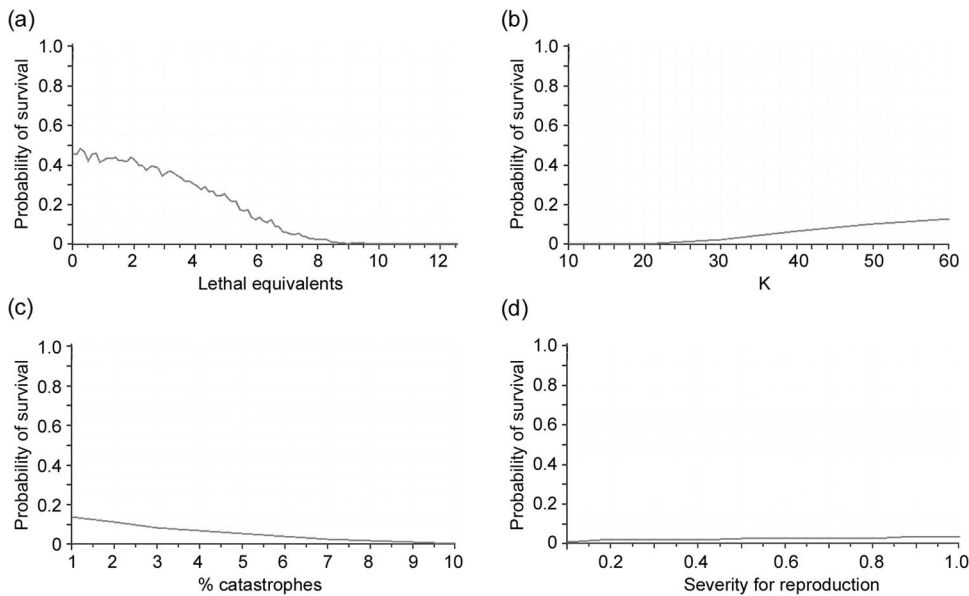 (a)
Probability of survival
1.0
0.8
0.6
0.4
0.2
0
0 2 4 6 8 10 12
Lethal equivalents
(b)
Probability of survival
1.0
0.8
0.6
0.4
0.2
0
10 20 30 40 50 60
K
(c)
Probability of survival
1.0
0.8
0.6
0.4
0.2
0
1 2 3 4 5 6 7 8 9 10
% catastrophes
(d)
Probability of survival
1.0
0.8
0.6
0.4
0.2
0
0.2 0.4 0.6 0.8 1.0
Severity for reproduction